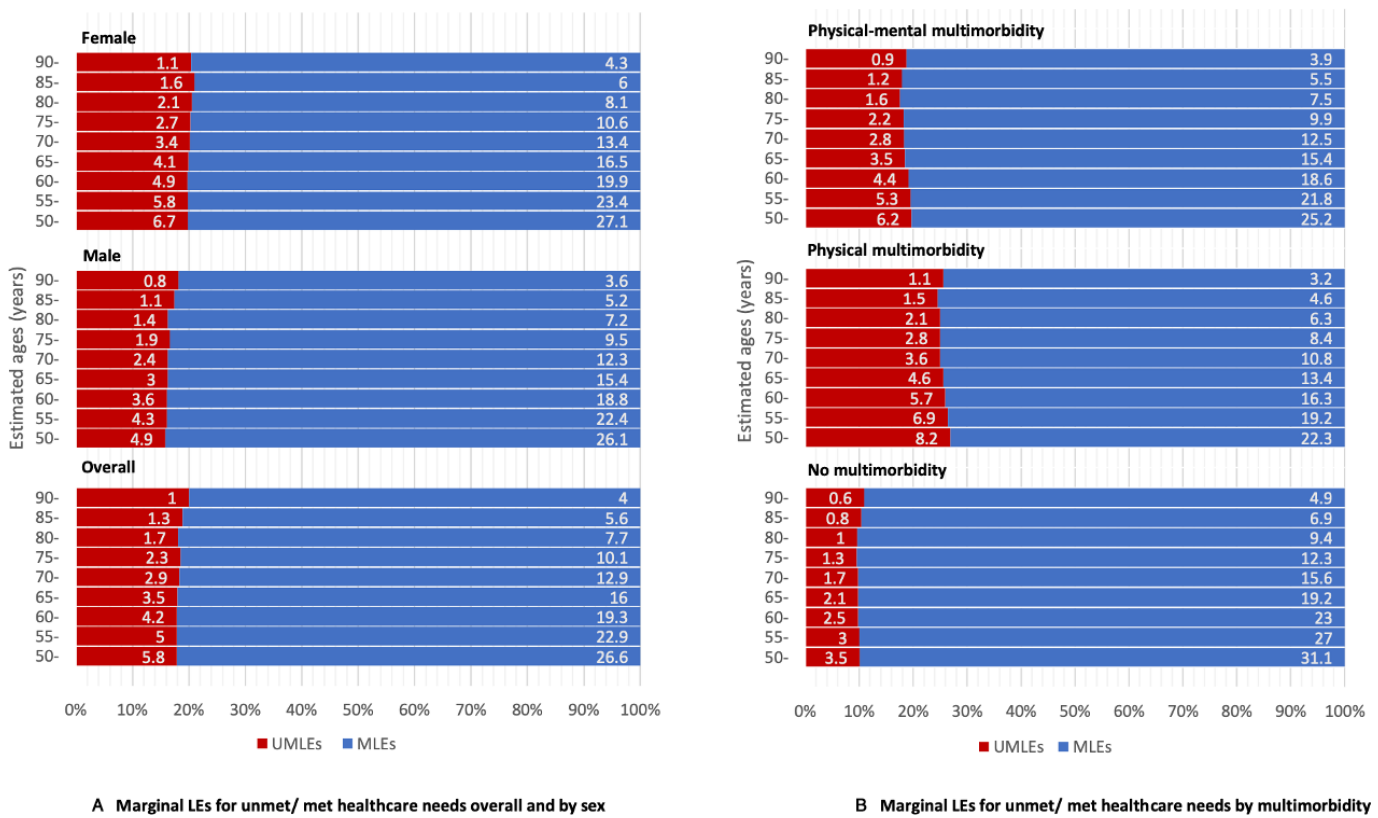 Female
90- 1.1 4.3
85- 1.6 6
80- 2.1 8.1
75- 2.7 10.6
70- 3.4 13.4
65- 4.1 16.5
60- 4.9 19.9
55- 5.8 23.4
50- 6.7 27.1
Male
90- 0.8 3.6
85- 1.1 5.2
80- 1.4 7.2
75- 1.9 9.5
70- 2.4 12.3
65- 3 15.4
60- 3.6 18.8
55- 4.3 22.4
50- 4.9 26.1
Overall
90- 1 4
85- 1.3 5.6
80- 1.7 7.7
75- 2.3 10.1
70- 2.9 12.9
65- 3.5 16
60- 4.2 19.3
55- 5 22.9
50- 5.8 26.6
Estimated ages (years)
0% 10% 20% 30% 40% 50% 60% 70% 80% 90% 100%
UMLEs MLEs
A Marginal LEs for unmet/ met healthcare needs overall and by sex
Physical-mental multimorbidity
90- 0.9 3.9
85- 1.2 5.5
80- 1.6 7.5
75- 2.2 9.9
70- 2.8 12.5
65- 3.5 15.4
60- 4.4 18.6
55- 5.3 21.8
50- 6.2 25.2
Physical multimorbidity
90- 1.1 3.2
85- 1.5 4.6
80- 2.1 6.3
75- 2.8 8.4
70- 3.6 10.8
65- 4.6 13.4
60- 5.7 16.3
55- 6.9 19.2
50- 8.2 22.3
No multimorbidity
90- 0.6 4.9
85- 0.8 6.9
80- 1 9.4
75- 1.3 12.3
70- 1.7 15.6
65- 2.1 19.2
60- 2.5 23
55- 3 27
50- 3.5 31.1
Estimated ages (years)
0% 10% 20% 30% 40% 50% 60% 70% 80% 90% 100%
UMLEs MLEs
B Marginal LEs for unmet/ met healthcare needs by multimorbidity